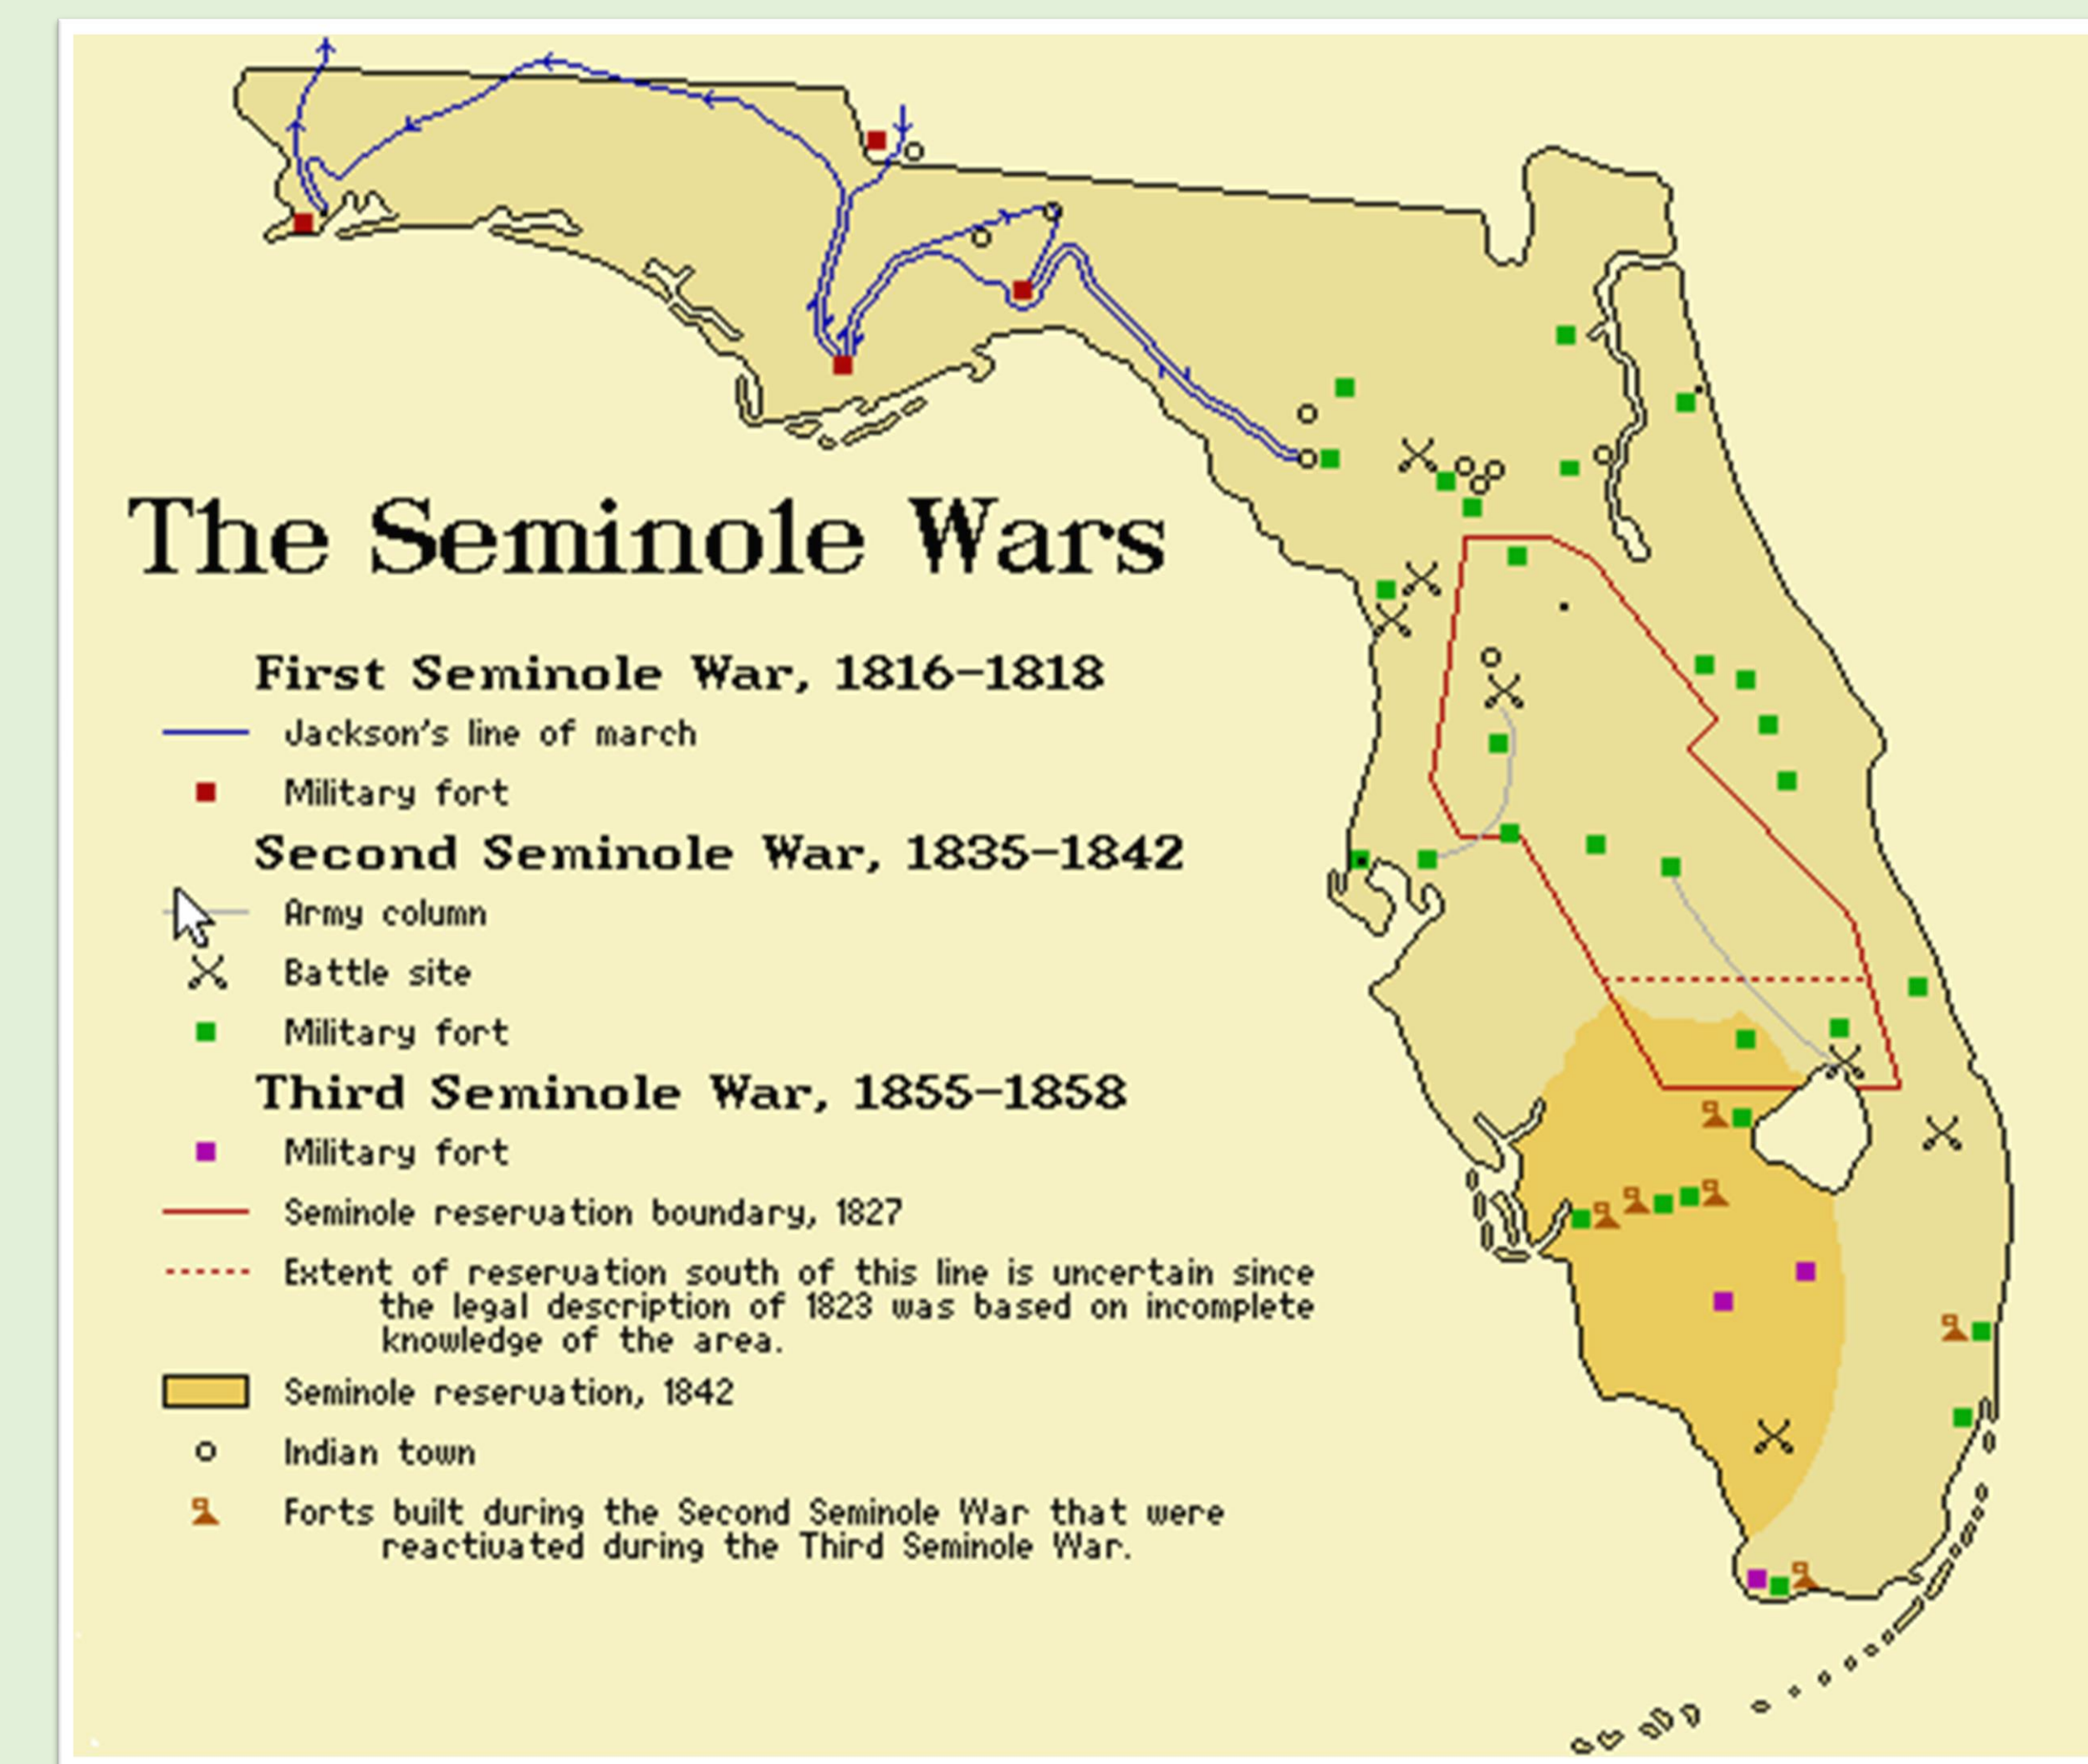 The Seminole Wars
First Seminole War, 1816-1818
Jackson's line of march
Military fort
Second Seminole War, 1835-1842
Army column
Battle site
Military fort
Third Seminole War, 1855-1858
Military fort
Seminole reservation boundary, 1827
Extent of reservation south of this line is uncertain since
the legal description of 1823 was based on incomplete
knowledge of the area.
Seminole reservation, 1842
Indian town
Forts built during the Second Seminole War that were
reactivated during the Third Seminole War.